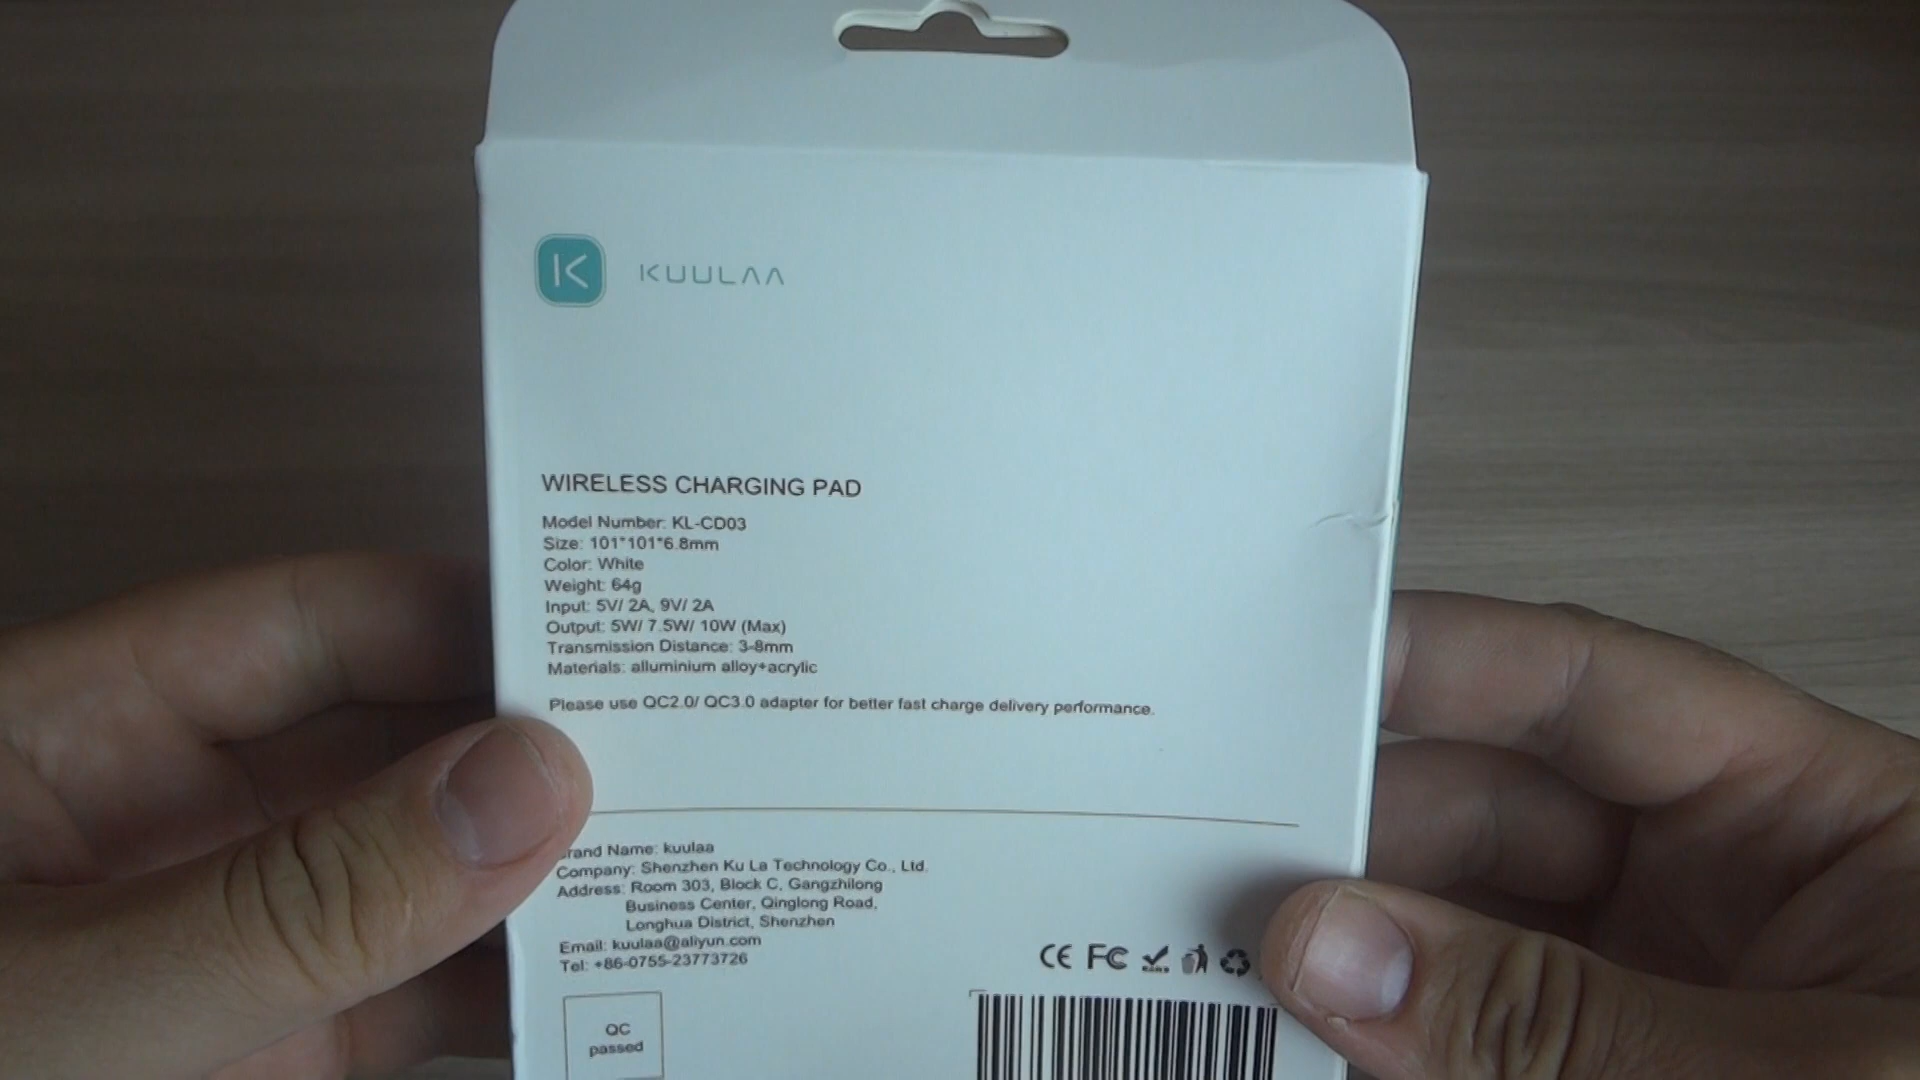 K KUULAA
WIRELESS CHARGING PAD
Model Number: KL-CD03
Size: 101*101*6.8mm
Color: White
Weight: 64g
Input: 5V/ 2A, 9V/ 2A
Output: 5W/ 7.5W/ 10W (Max)
Transmission Distance: 3-8mm
Materials: alluminium alloy+acrylic
Please use QC2.0/ QC3.0 adapter for better fast charge delivery performance.
Brand Name: kuulaa
Company: Shenzhen Ku La Technology Co., Ltd.
Address: Room 303, Block C, Gangzhilong
Business Center, Qinglong Road,
Longhua District, Shenzhen
Email: kuulaa@aliyun.com
Tel: +86-0755-23773726
CE FC RoHS
QC
passed